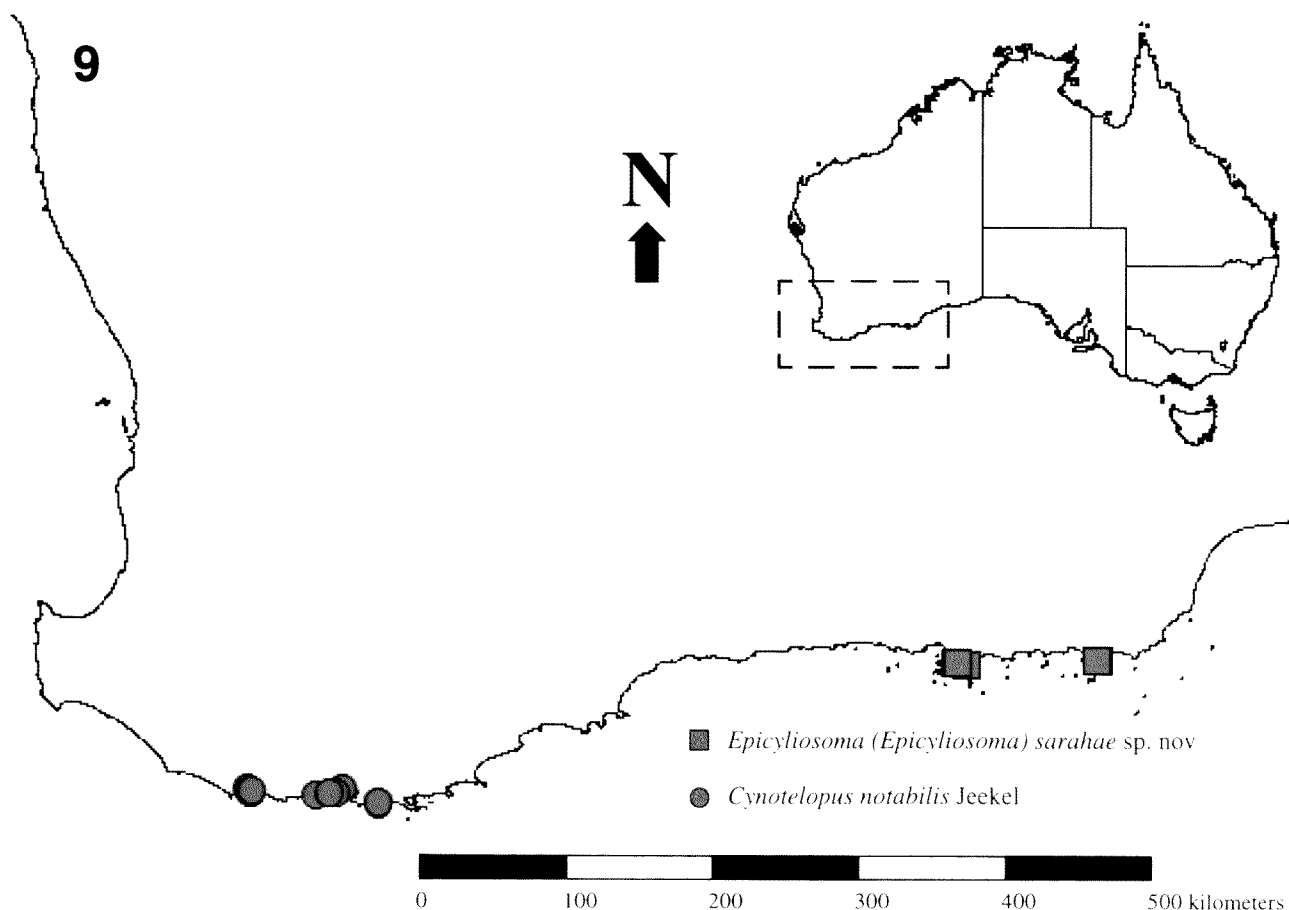 9
N
Epicyliosoma (Epicyliosoma) sarahae sp. nov
Cynotelopus notabilis Jeekel
0 100 200 300 400 500 kilometers